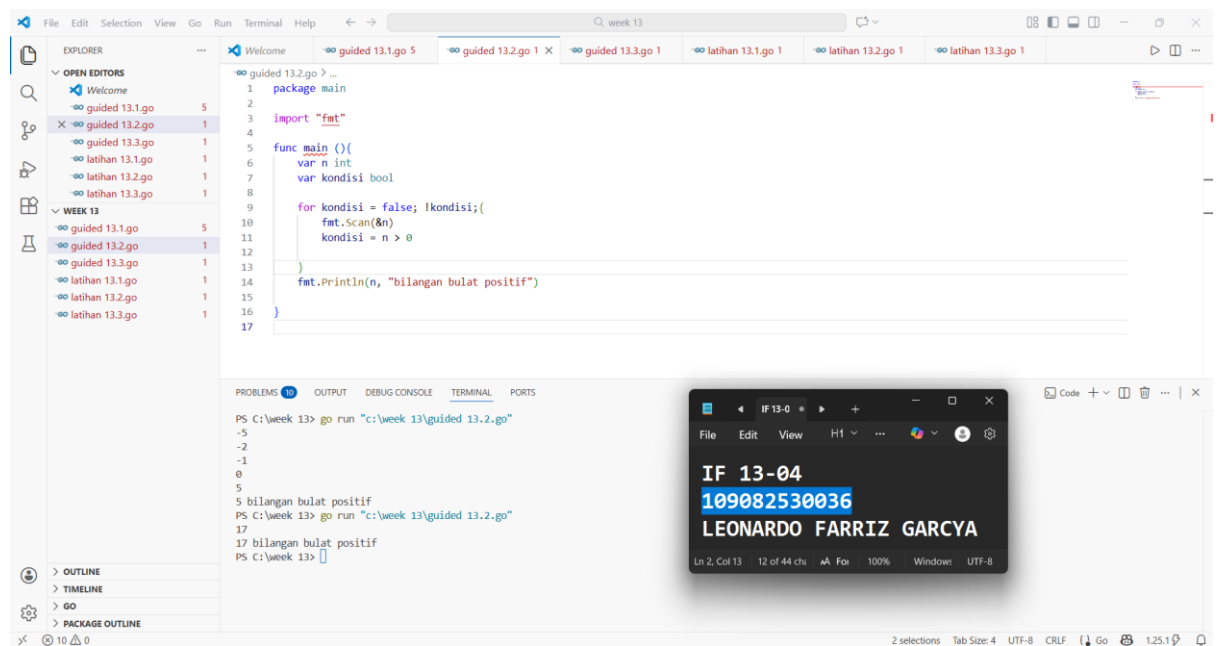 File Edit Selection View Go Run Terminal Help
week 13
EXPLORER
OPEN EDITORS
Welcome
guided 13.1.go 5
guided 13.2.go 1
guided 13.3.go 1
latihan 13.1.go 1
latihan 13.2.go 1
latihan 13.3.go 1
WEEK 13
guided 13.1.go 5
guided 13.2.go 1
guided 13.3.go 1
latihan 13.1.go 1
latihan 13.2.go 1
latihan 13.3.go 1
OUTLINE
TIMELINE
GO
PACKAGE OUTLINE
Welcome guided 13.1.go 5 guided 13.2.go 1 guided 13.3.go 1 latihan 13.1.go 1 latihan 13.2.go 1 latihan 13.3.go 1
guided 13.2.go > ...
1 package main
2
3 import "fmt"
4
5 func main (){
6 var n int
7 var kondisi bool
8
9 for kondisi = false; !kondisi;{
10 fmt.Scan(&n)
11 kondisi = n > 0
12
13 }
14 fmt.Println(n, "bilangan bulat positif")
15
16 }
17
PROBLEMS 10 OUTPUT DEBUG CONSOLE TERMINAL PORTS
Code
PS C:\week 13> go run "c:\week 13\guided 13.2.go"
-5
-2
-1
0
5
5 bilangan bulat positif
PS C:\week 13> go run "c:\week 13\guided 13.2.go"
17
17 bilangan bulat positif
PS C:\week 13>
IF 13-0
File Edit View H1
IF 13-04
109082530036
LEONARDO FARRIZ GARCYA
Ln 2, Col 13 12 of 44 cha For 100% Windows UTF-8
10 0
2 selections Tab Size: 4 UTF-8 CRLF Go 1.25.1